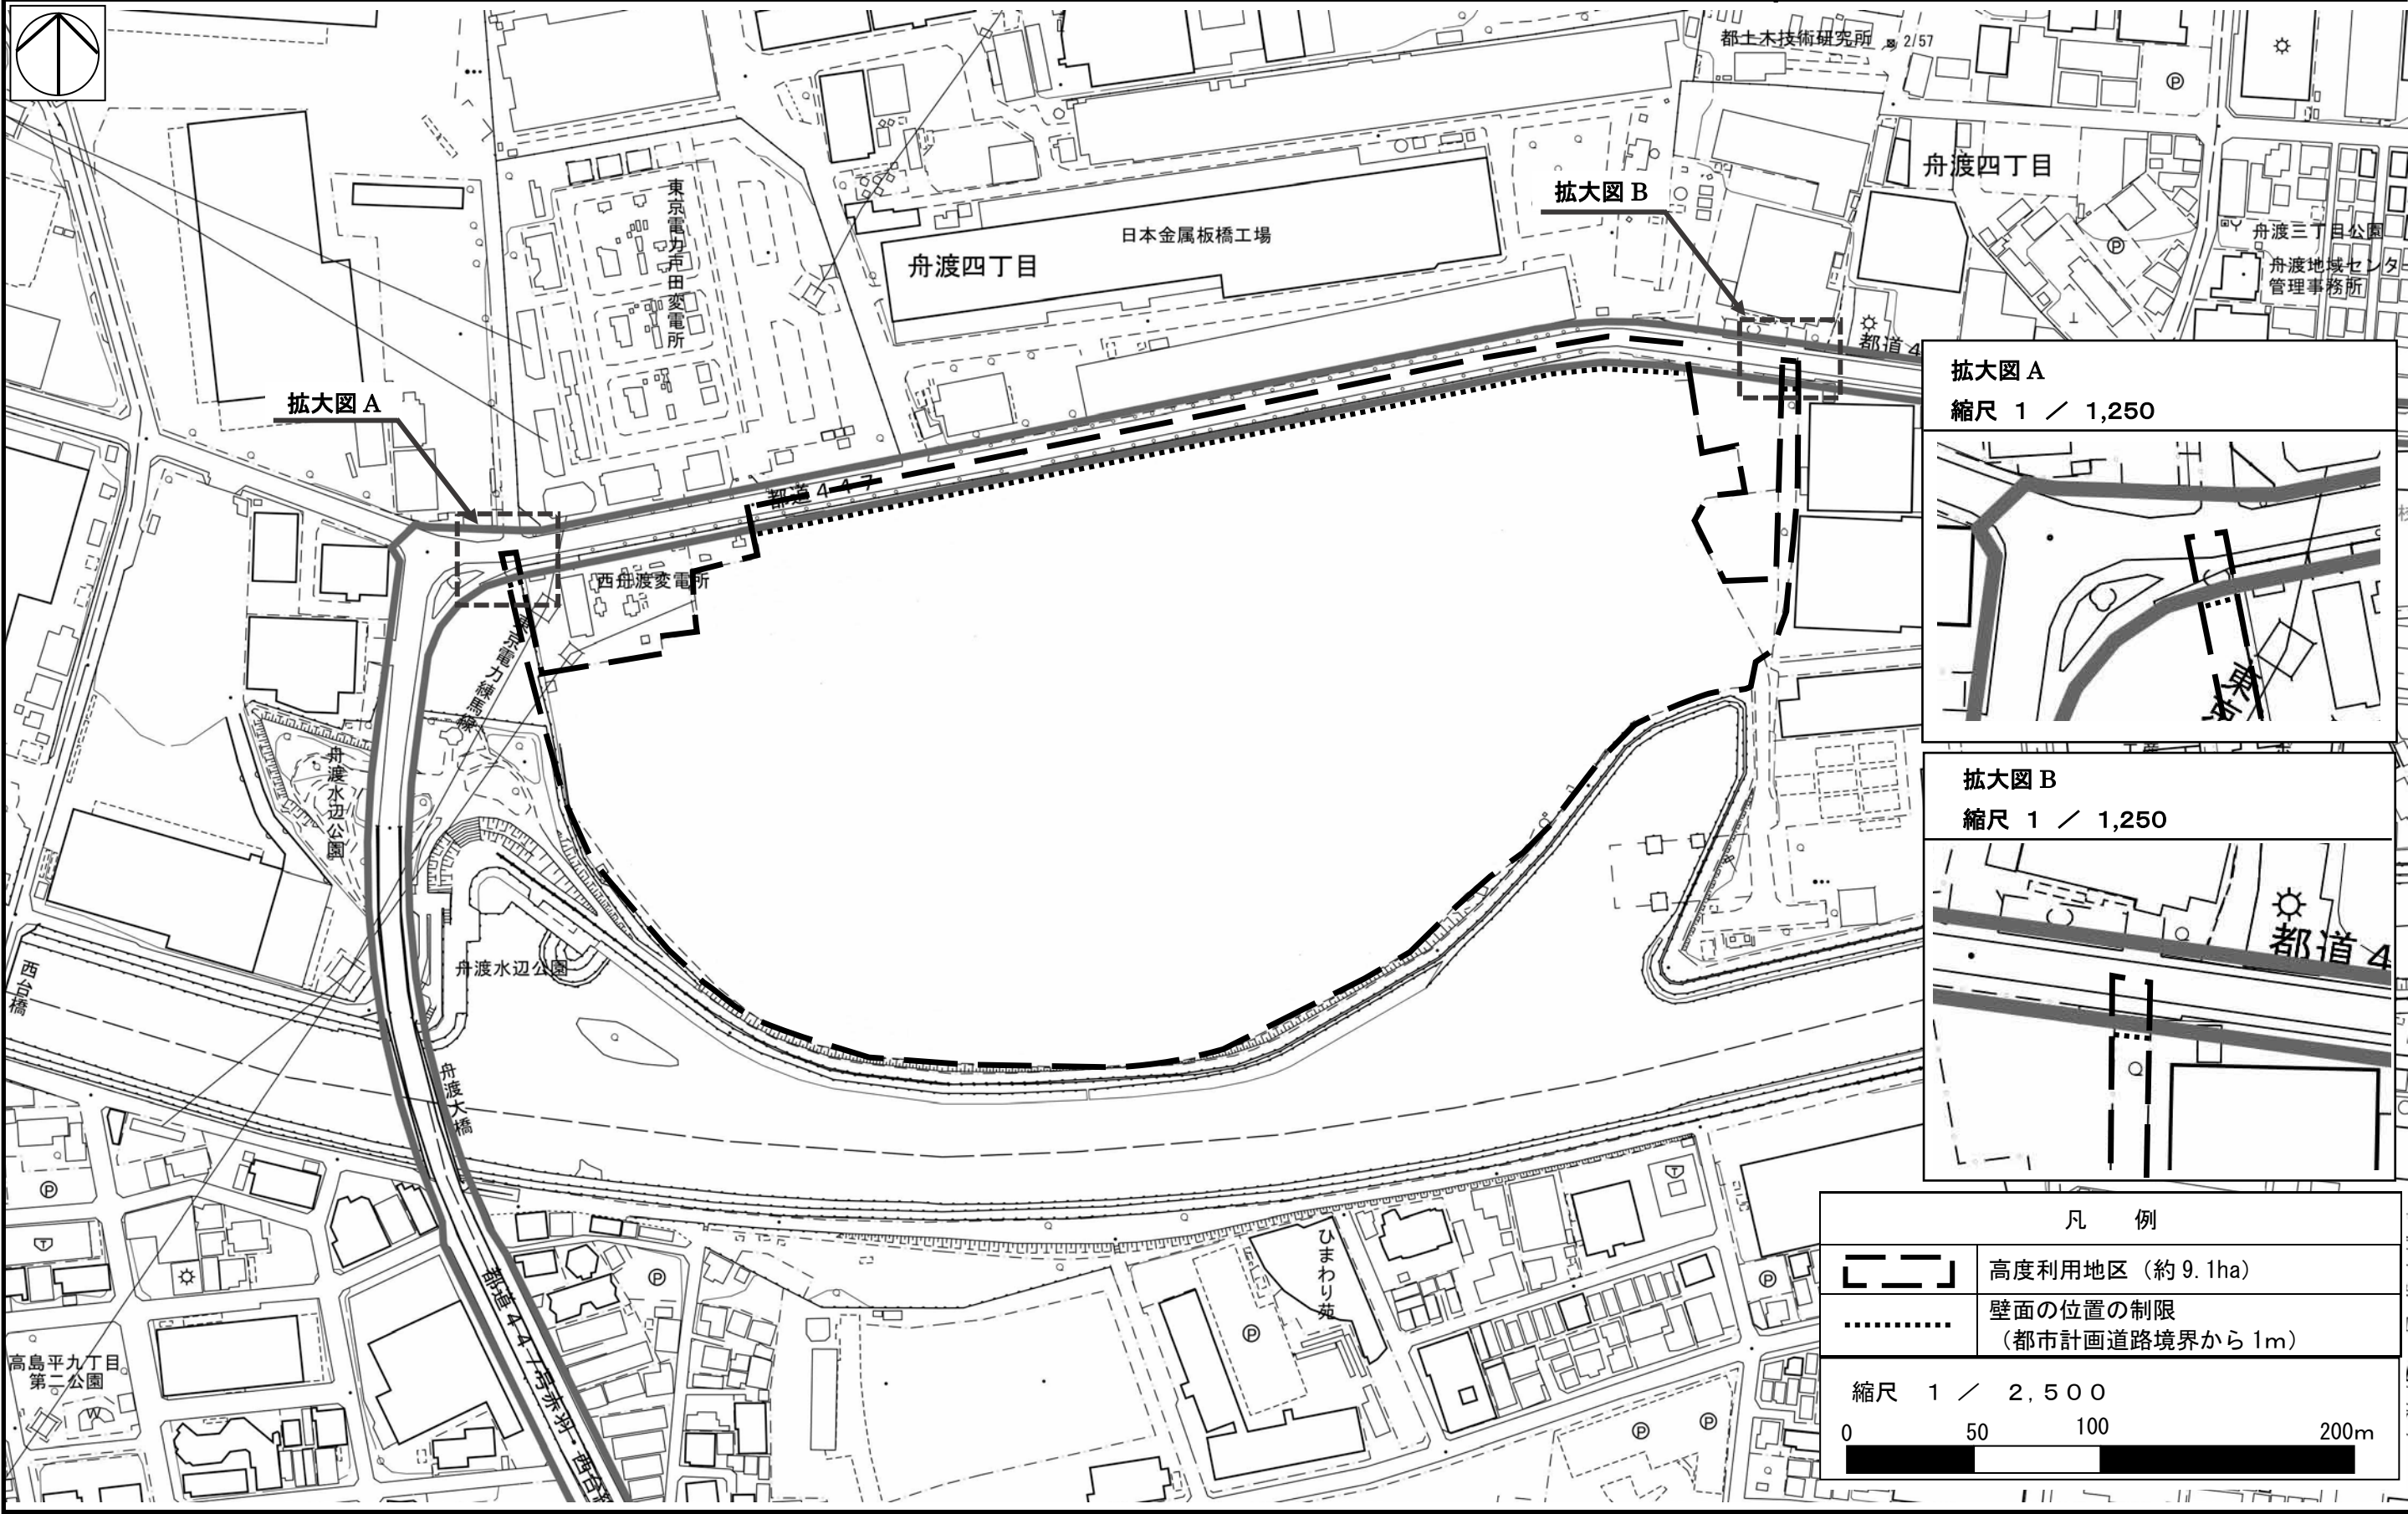 都土木技術研究所 2/57
舟渡四丁目
拡大図 B
東京電力戸田変電所
日本金属板橋工場
舟渡四丁目
舟渡三丁目公園
舟渡地域センター
管理事務所
都道4
拡大図 A
都道447
西舟渡変電所
東京電力練馬線
舟渡水辺公園
舟渡水辺公園
西台橋
舟渡大橋
ひまわり苑
都道447号赤羽・西台
高島平九丁目
第二公園
拡大図 A
縮尺 1 ／ 1,250
東京
拡大図 B
縮尺 1 ／ 1,250
都道4
凡 例
高度利用地区（約 9.1ha）
壁面の位置の制限
（都市計画道路境界から 1m）
縮尺 1 ／ 2,500
0 50 100 200m